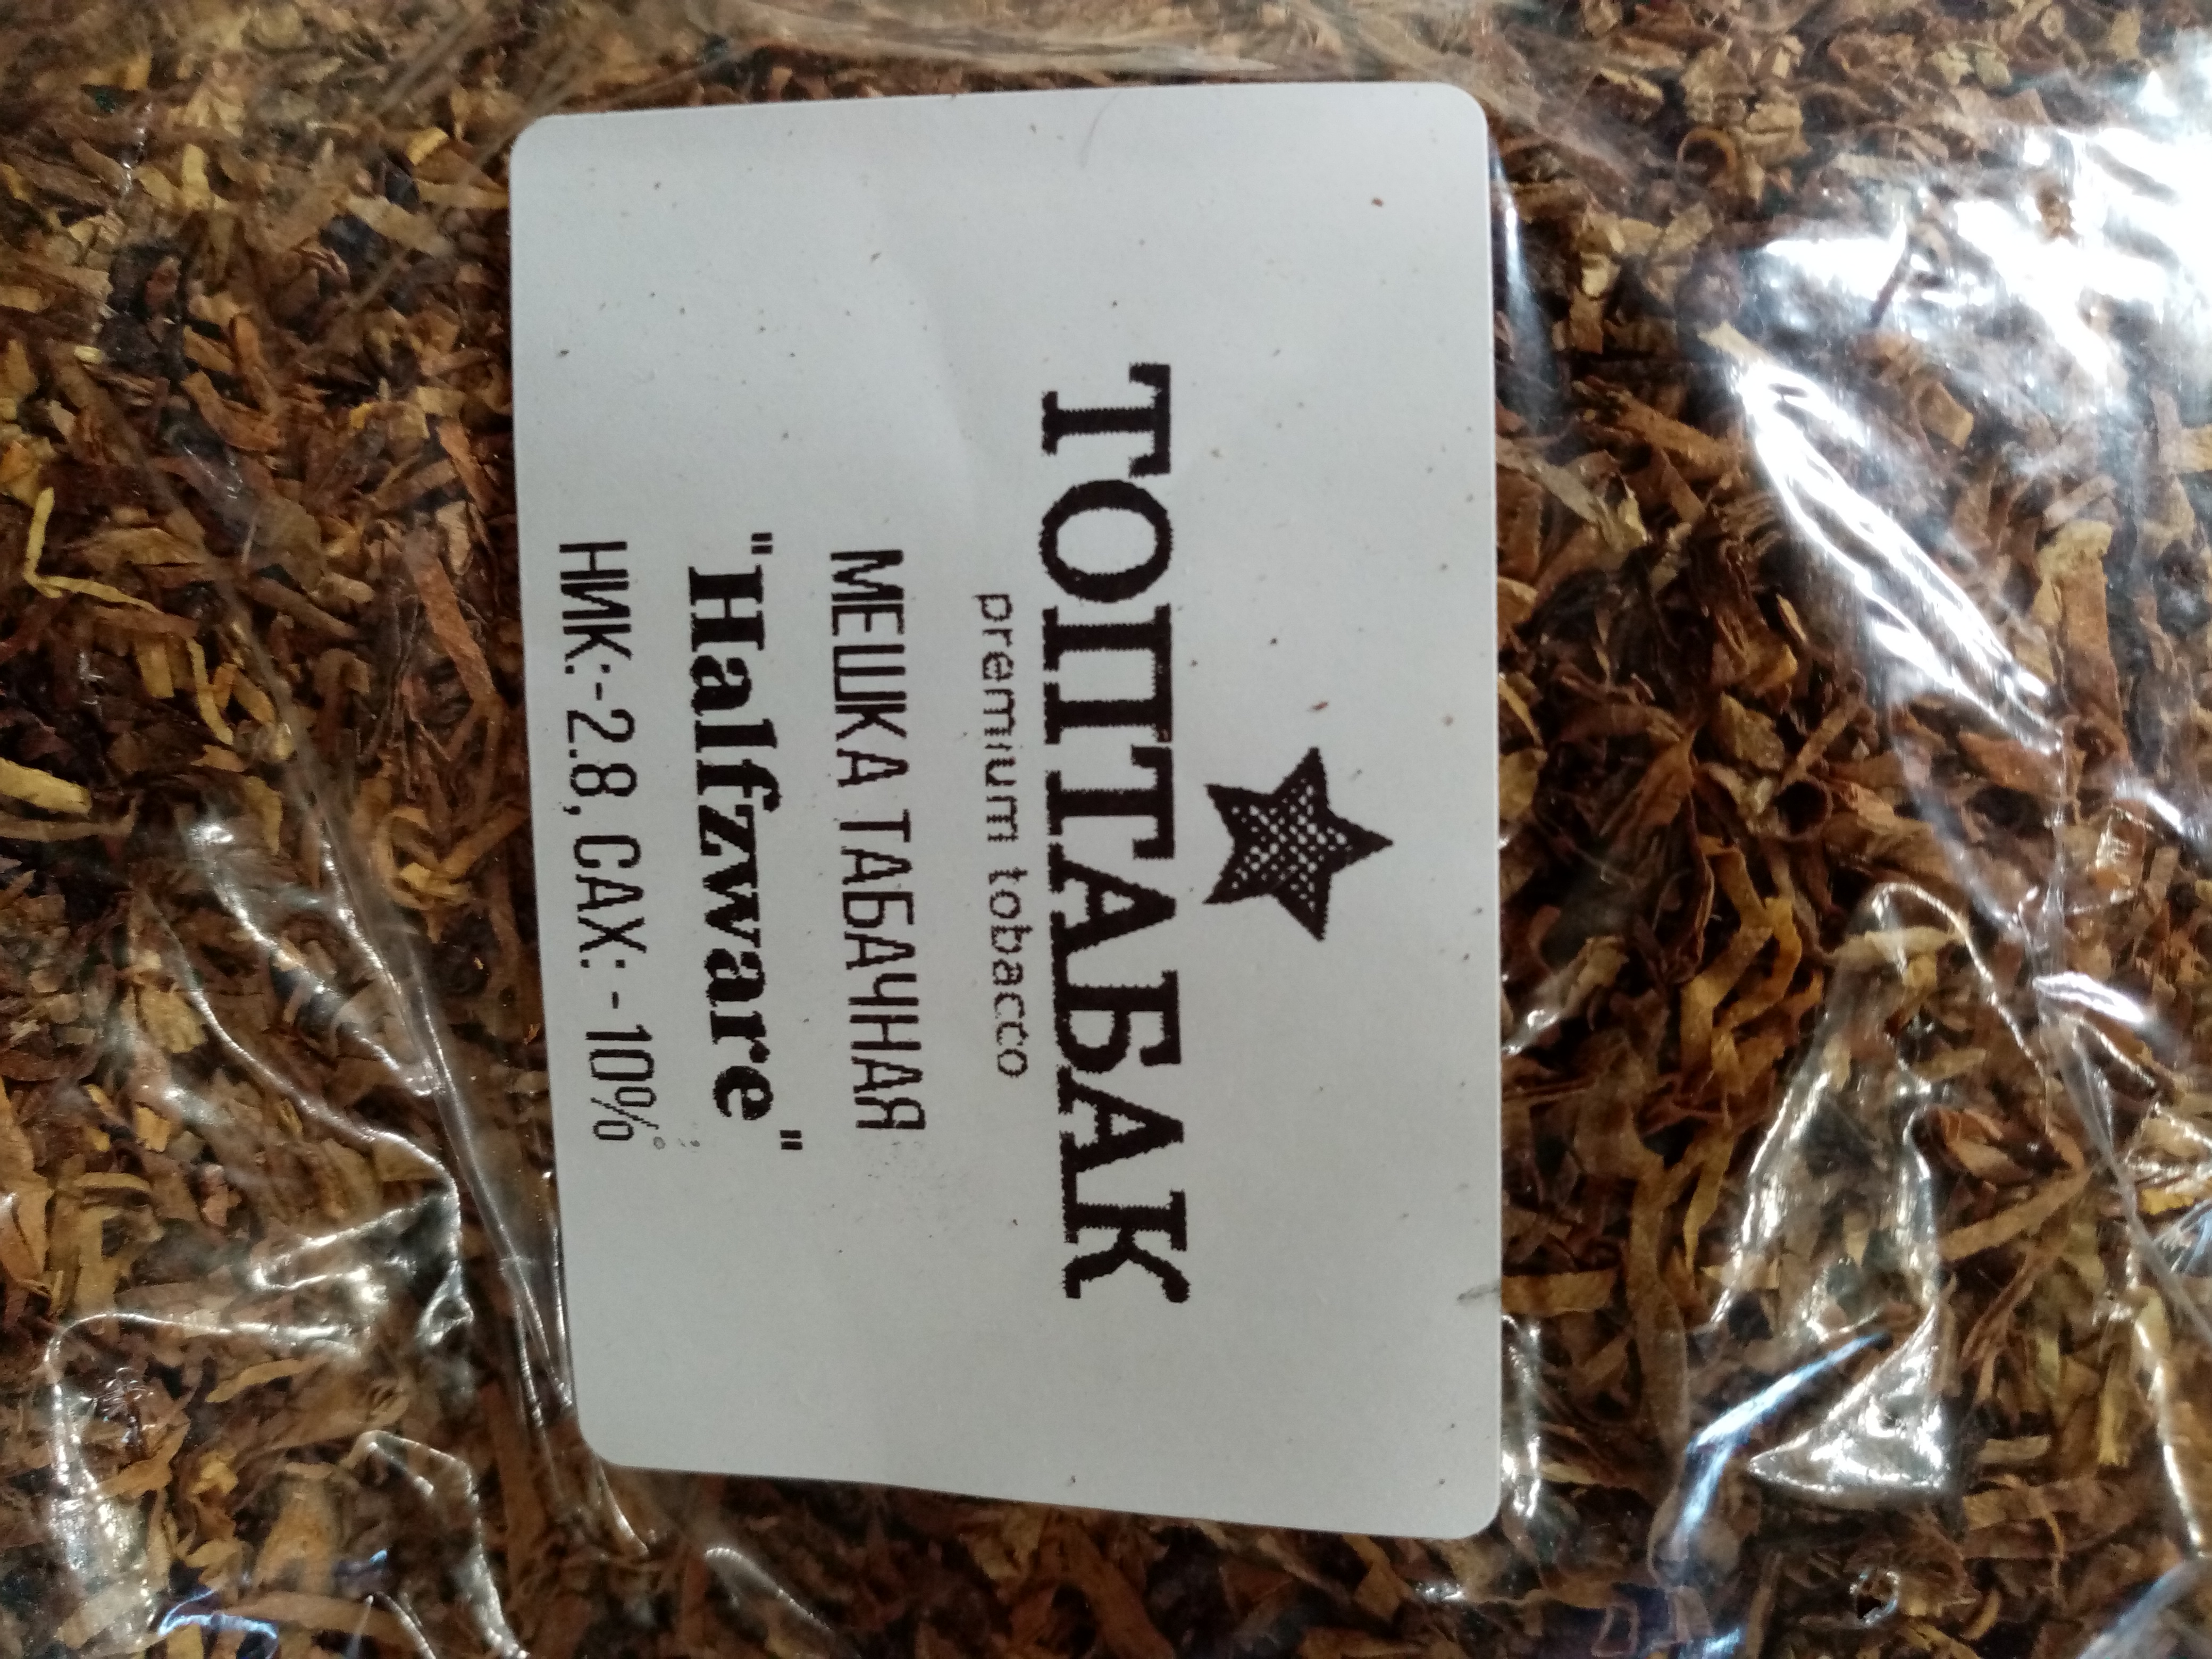 ТОПТАБАК
premium tobacco
МЕШКА ТАБАЧНАЯ
"Halfzware"
НИК:-2.8, САХ: -10%